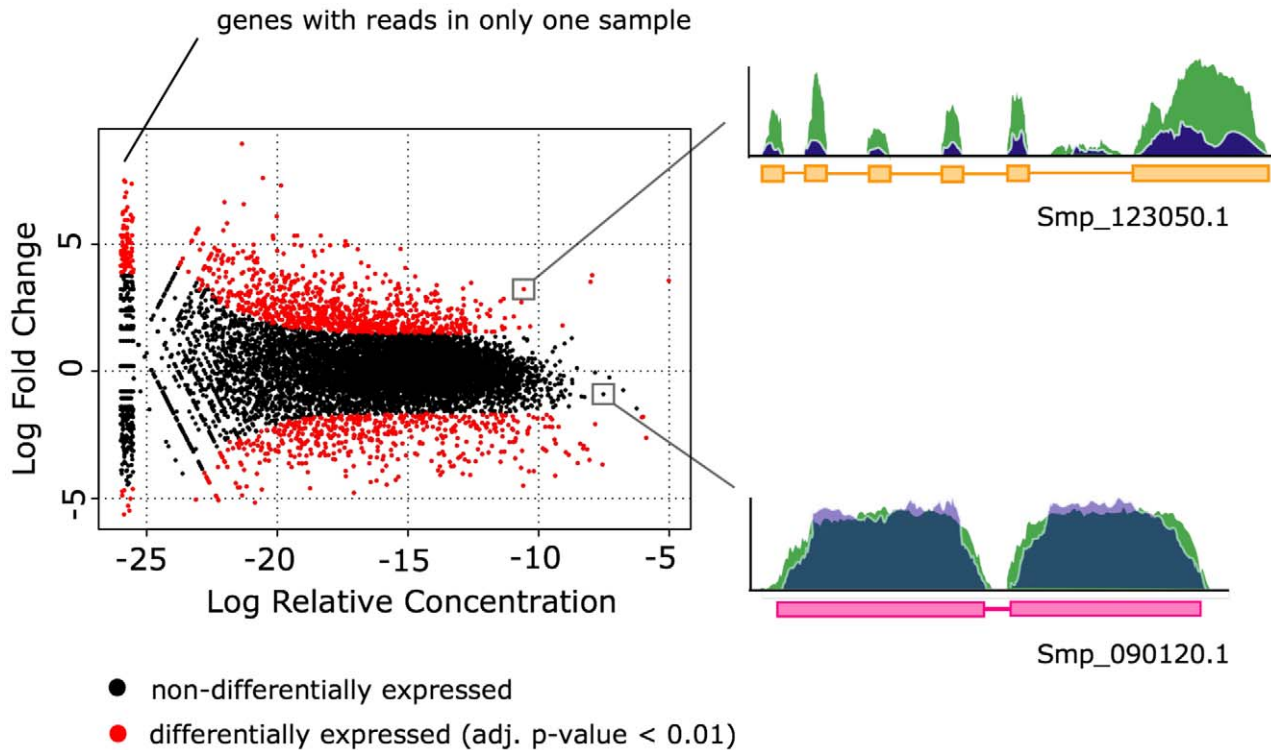 genes with reads in only one sample
Smp_123050.1
Log Fold Change
5
0
-5
-25
-20
-15
-10
-5
Log Relative Concentration
Smp_090120.1
non-differentially expressed
differentially expressed (adj. p-value < 0.01)